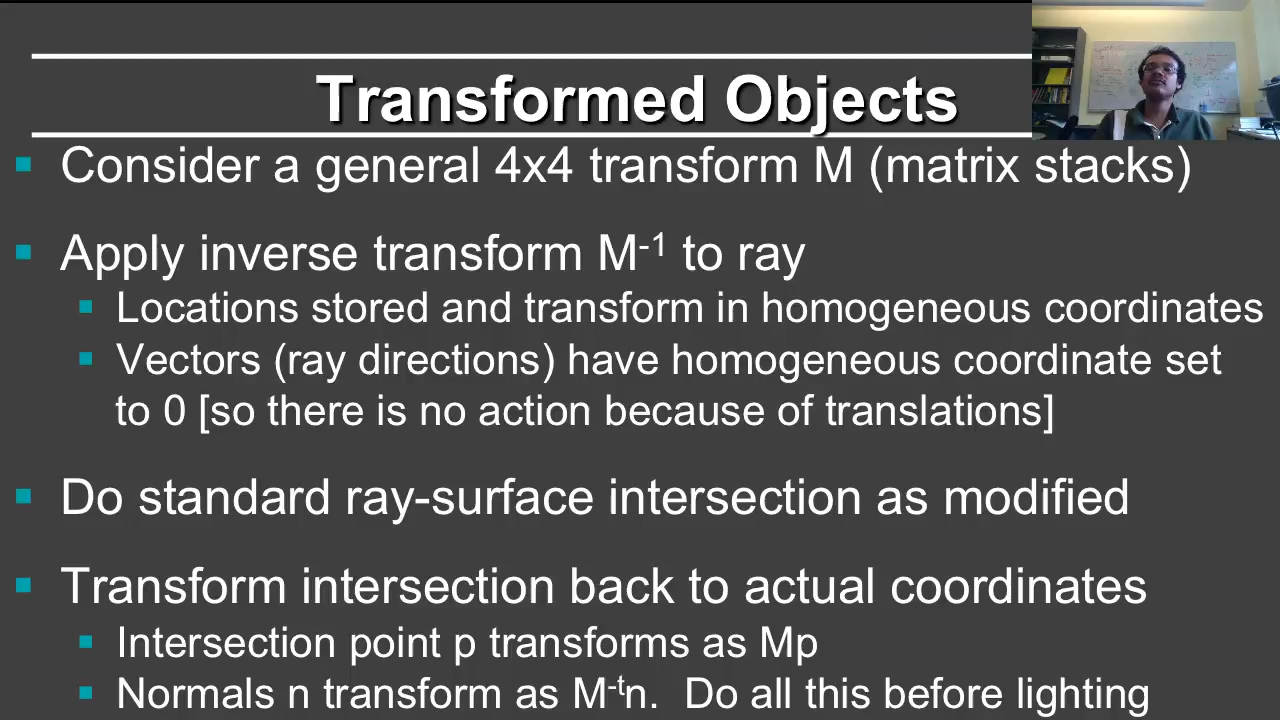 Transformed Objects
Consider a general 4x4 transform M (matrix stacks)
Apply inverse transform M⁻¹ to ray
Locations stored and transform in homogeneous coordinates
Vectors (ray directions) have homogeneous coordinate set
to 0 [so there is no action because of translations]
Do standard ray-surface intersection as modified
Transform intersection back to actual coordinates
Intersection point p transforms as Mp
Normals n transform as M⁻ᵗn. Do all this before lighting